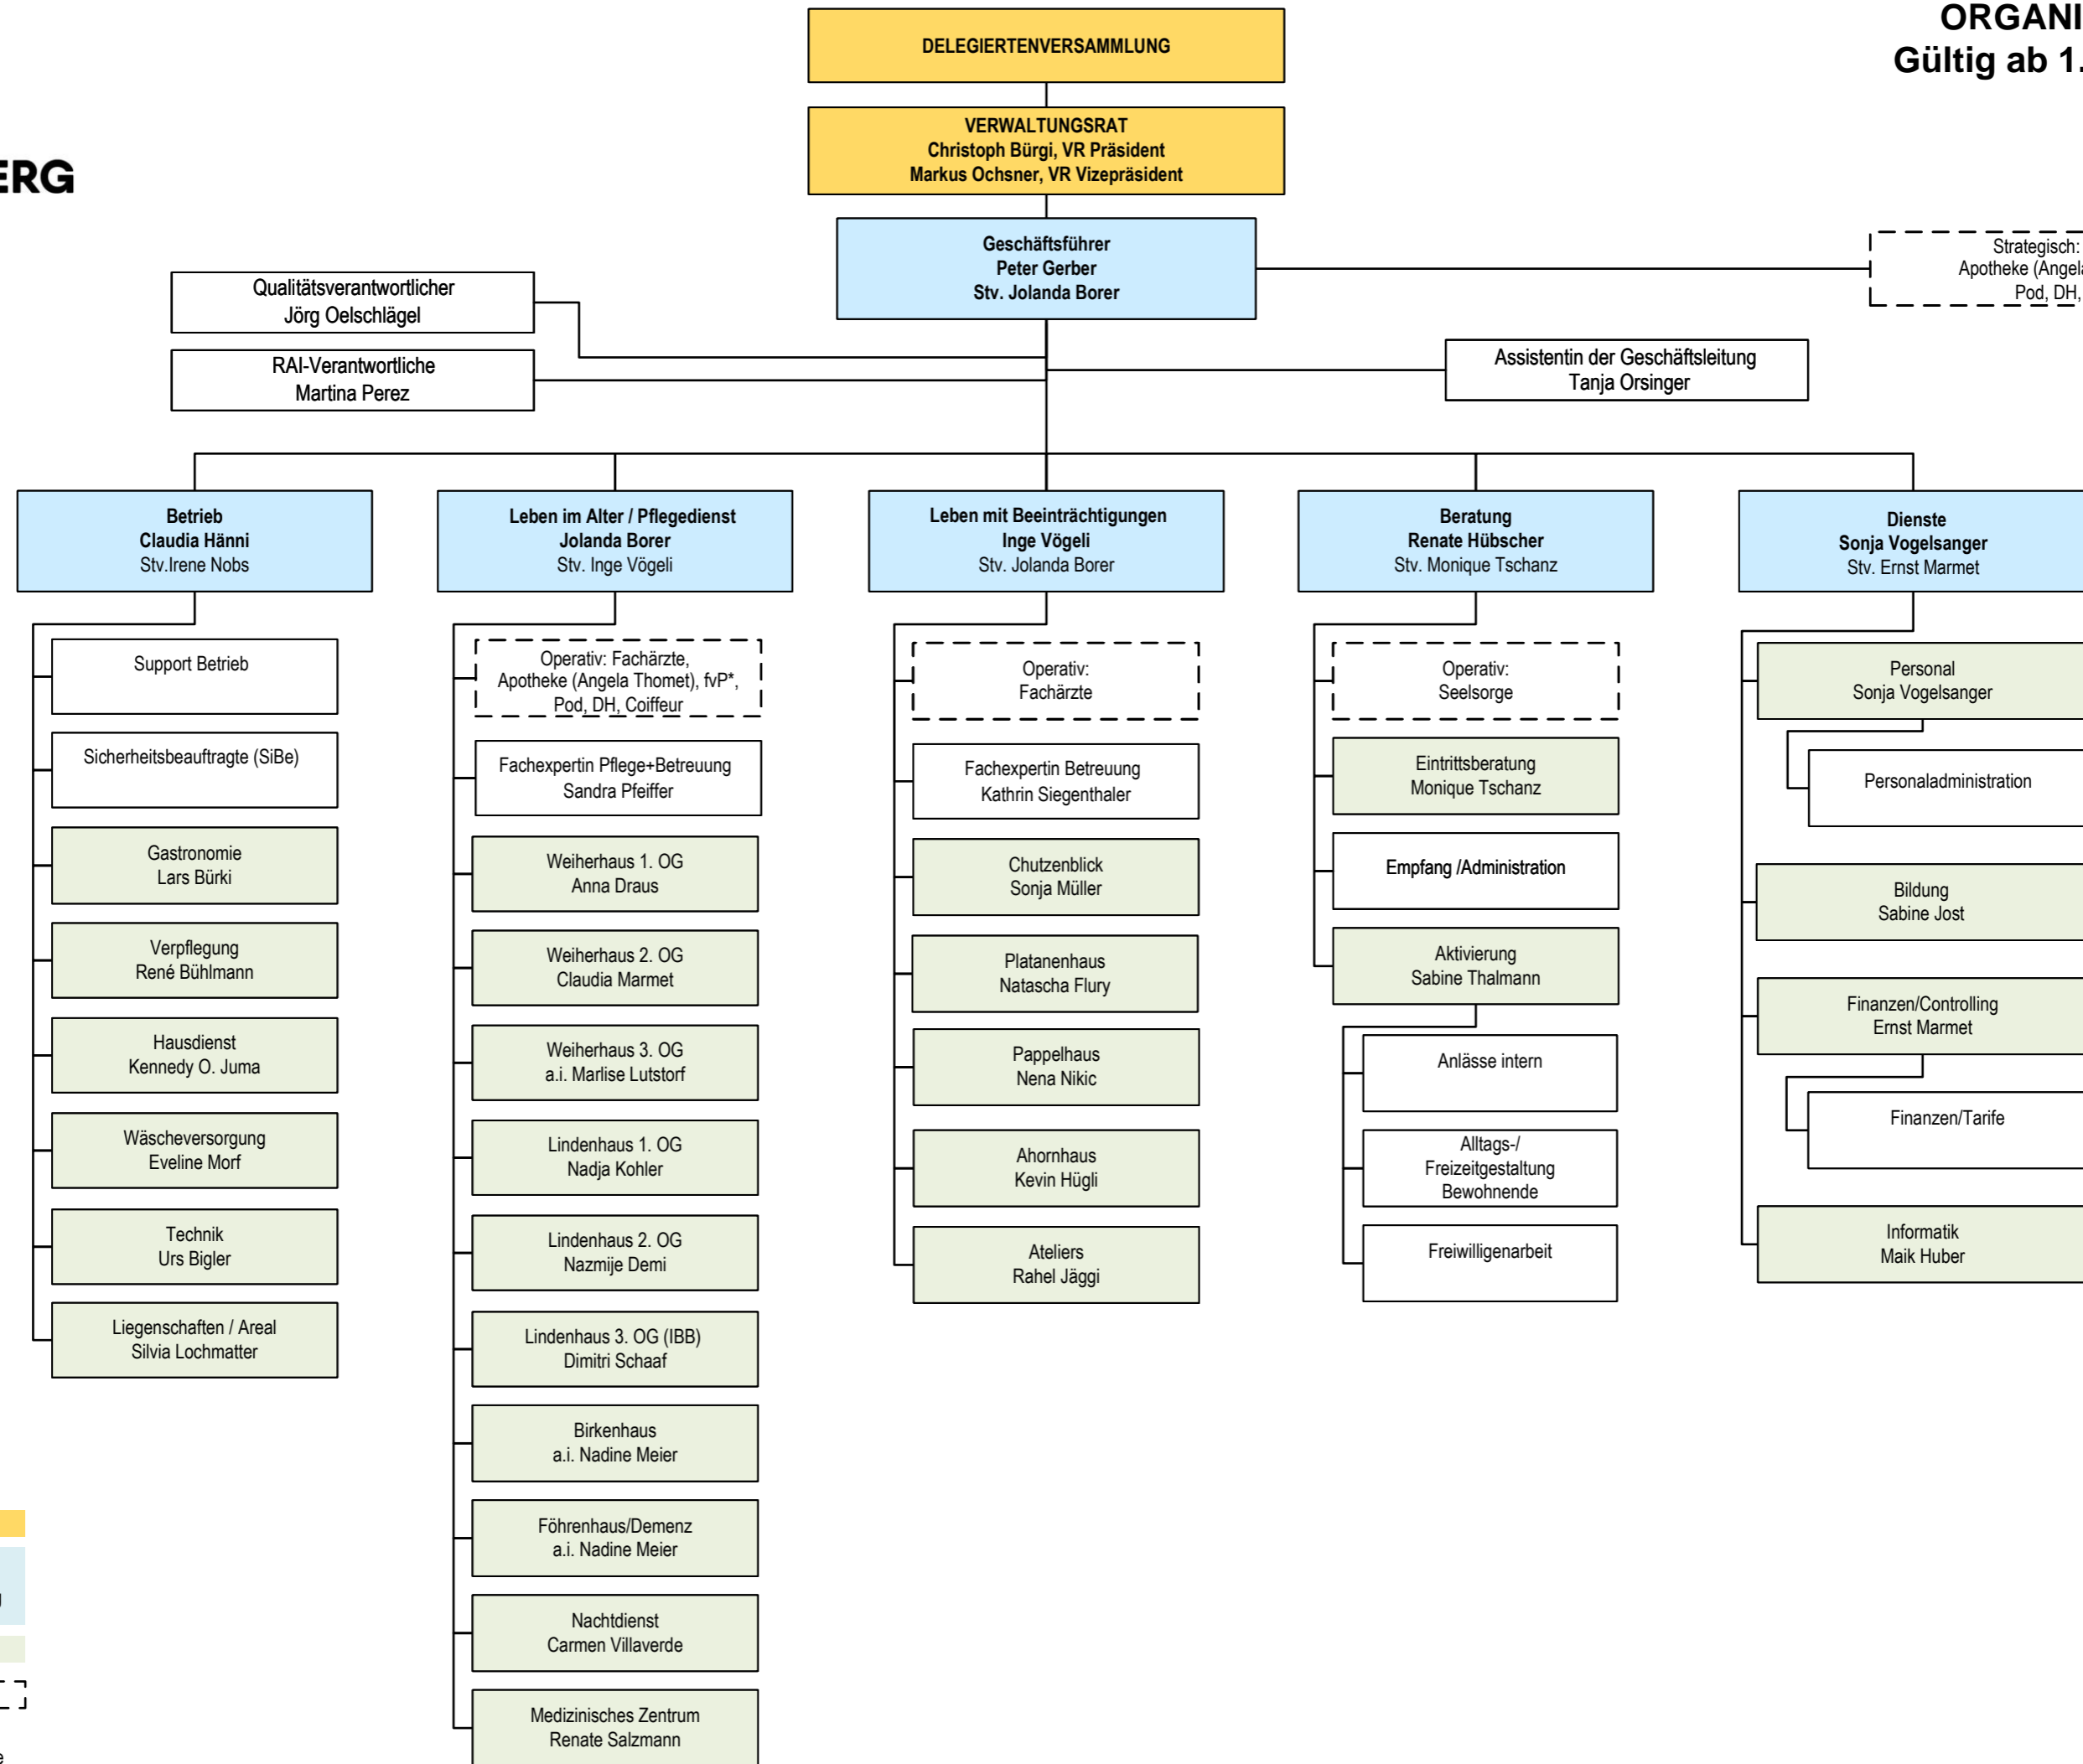 ORGANI
Gültig ab 1.
ERG
DELEGIERTENVERSAMMLUNG
VERWALTUNGSRAT
Christoph Bürgi, VR Präsident
Markus Ochsner, VR Vizepräsident
Geschäftsführer
Peter Gerber
Stv. Jolanda Borer
Strategisch:
Apotheke (Angela
Pod, DH,
Qualitätsverantwortlicher
Jörg Oelschlägel
RAI-Verantwortliche
Martina Perez
Assistentin der Geschäftsleitung
Tanja Orsinger
Betrieb
Claudia Hänni
Stv.Irene Nobs
Support Betrieb
Sicherheitsbeauftragte (SiBe)
Gastronomie
Lars Bürki
Verpflegung
René Bühlmann
Hausdienst
Kennedy O. Juma
Wäscheversorgung
Eveline Morf
Technik
Urs Bigler
Liegenschaften / Areal
Silvia Lochmatter
Leben im Alter / Pflegedienst
Jolanda Borer
Stv. Inge Vögeli
Operativ: Fachärzte,
Apotheke (Angela Thomet), fvP*,
Pod, DH, Coiffeur
Fachexpertin Pflege+Betreuung
Sandra Pfeiffer
Weiherhaus 1. OG
Anna Draus
Weiherhaus 2. OG
Claudia Marmet
Weiherhaus 3. OG
a.i. Marlise Lutstorf
Lindenhaus 1. OG
Nadja Kohler
Lindenhaus 2. OG
Nazmije Demi
Lindenhaus 3. OG (IBB)
Dimitri Schaaf
Birkenhaus
a.i. Nadine Meier
Föhrenhaus/Demenz
a.i. Nadine Meier
Nachtdienst
Carmen Villaverde
Medizinisches Zentrum
Renate Salzmann
Leben mit Beeinträchtigungen
Inge Vögeli
Stv. Jolanda Borer
Operativ:
Fachärzte
Fachexpertin Betreuung
Kathrin Siegenthaler
Chutzenblick
Sonja Müller
Platanenhaus
Natascha Flury
Pappelhaus
Nena Nikic
Ahornhaus
Kevin Hügli
Ateliers
Rahel Jäggi
Beratung
Renate Hübscher
Stv. Monique Tschanz
Operativ:
Seelsorge
Eintrittsberatung
Monique Tschanz
Empfang /Administration
Aktivierung
Sabine Thalmann
Anlässe intern
Alltags-/
Freizeitgestaltung
Bewohnende
Freiwilligenarbeit
Dienste
Sonja Vogelsanger
Stv. Ernst Marmet
Personal
Sonja Vogelsanger
Personaladministration
Bildung
Sabine Jost
Finanzen/Controlling
Ernst Marmet
Finanzen/Tarife
Informatik
Maik Huber